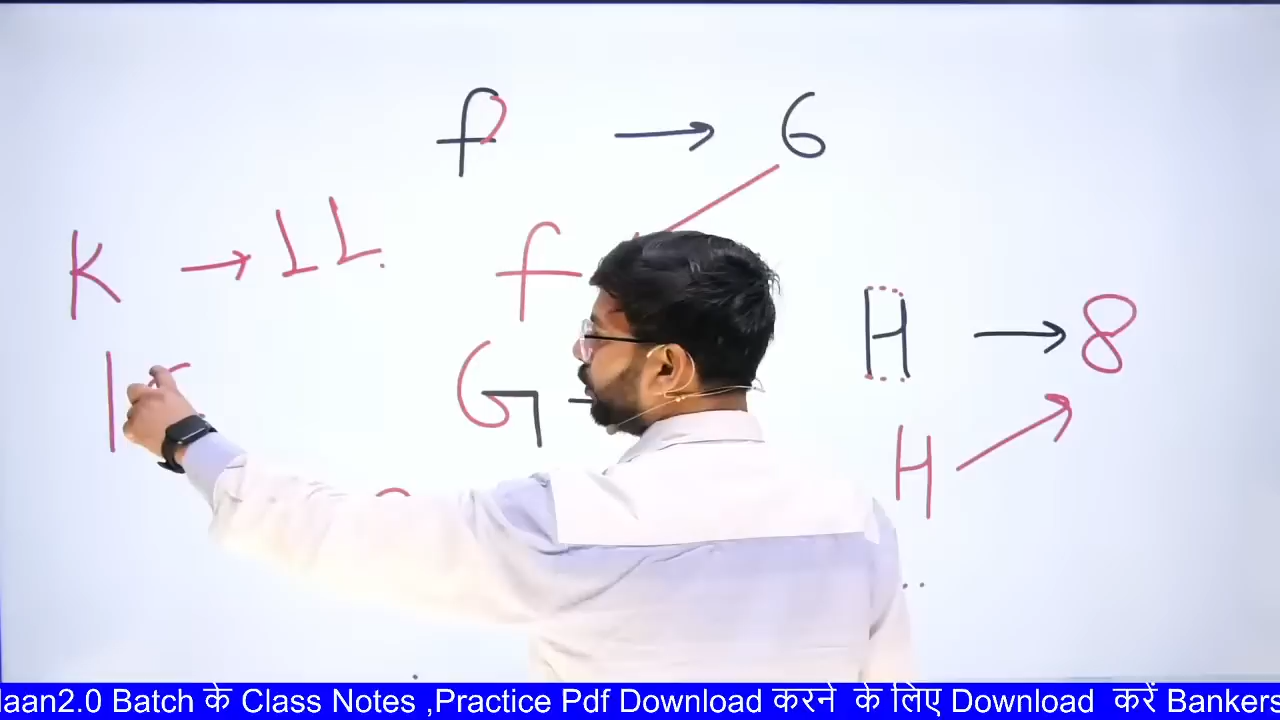 f → 6
K → 11
f
H → 8
G
H
laan2.0 Batch के Class Notes ,Practice Pdf Download करने के लिए Download करें Bankers